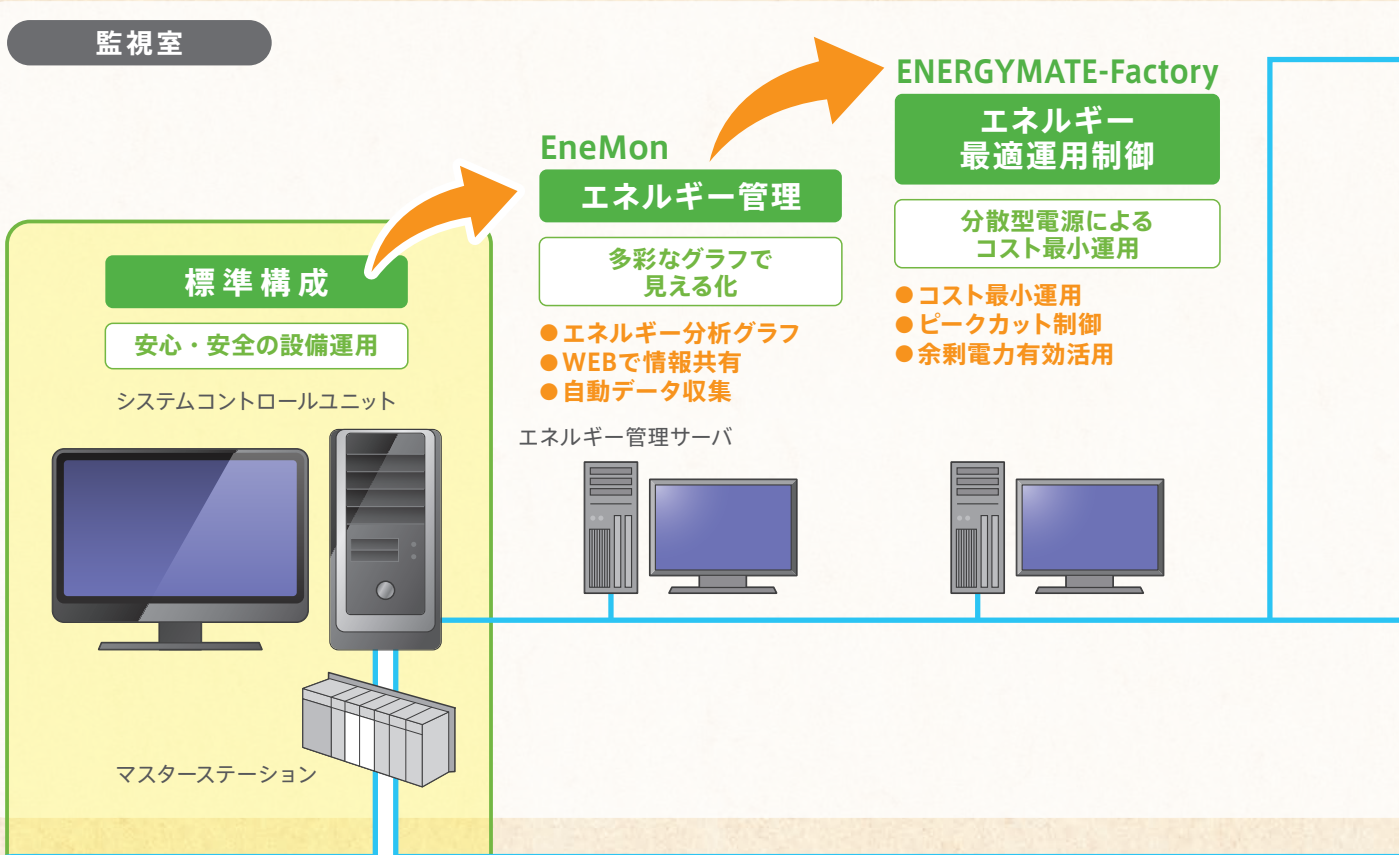 監視室
標準構成
安心・安全の設備運用
システムコントロールユニット
マスターステーション
EneMon
エネルギー管理
多彩なグラフで
見える化
●エネルギー分析グラフ
●WEBで情報共有
●自動データ収集
エネルギー管理サーバ
ENERGYMATE-Factory
エネルギー
最適運用制御
分散型電源による
コスト最小運用
●コスト最小運用
●ピークカット制御
●余剰電力有効活用